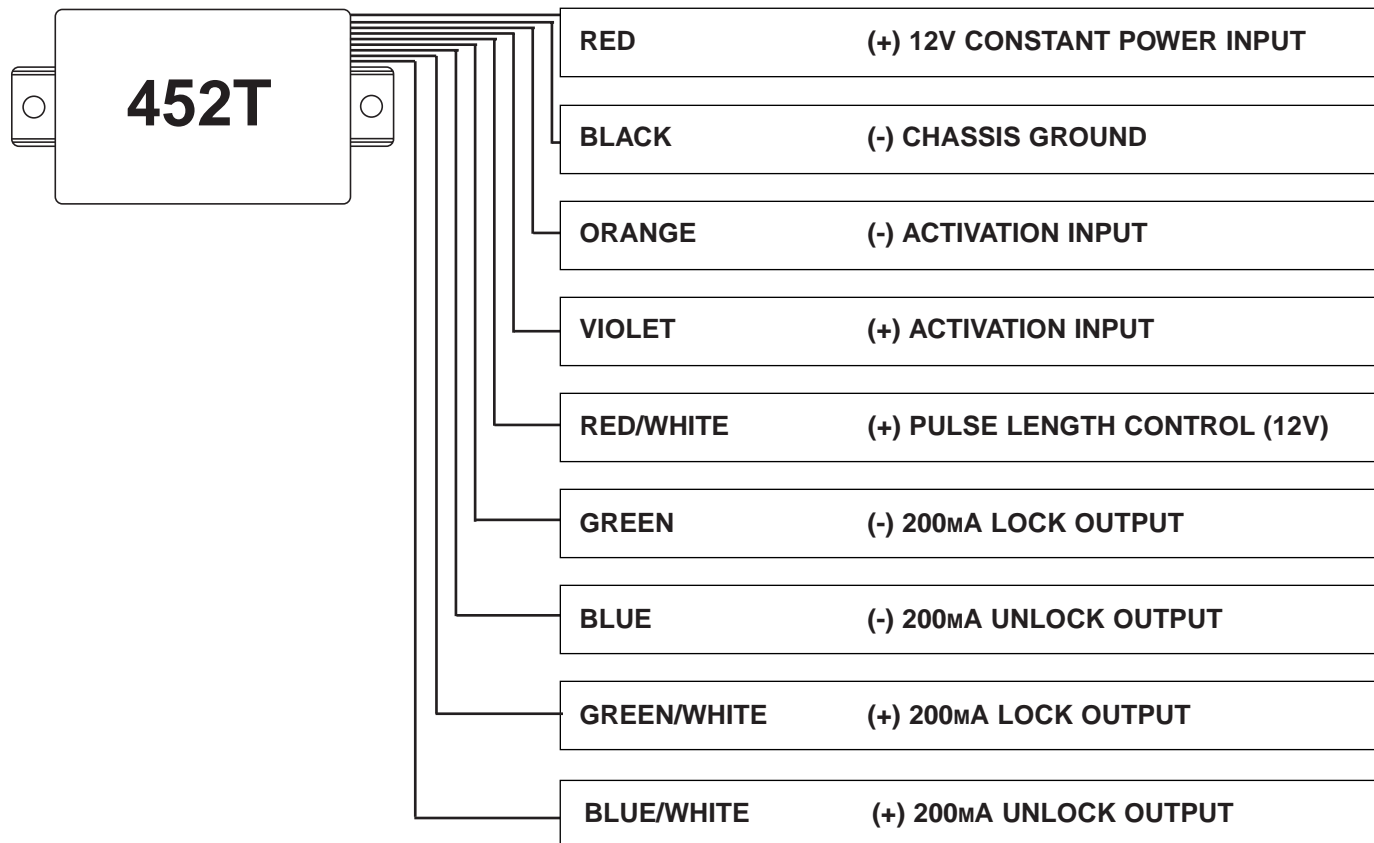 452T
RED (+) 12V CONSTANT POWER INPUT
BLACK (-) CHASSIS GROUND
ORANGE (-) ACTIVATION INPUT
VIOLET (+) ACTIVATION INPUT
RED/WHITE (+) PULSE LENGTH CONTROL (12V)
GREEN (-) 200MA LOCK OUTPUT
BLUE (-) 200MA UNLOCK OUTPUT
GREEN/WHITE (+) 200MA LOCK OUTPUT
BLUE/WHITE (+) 200MA UNLOCK OUTPUT